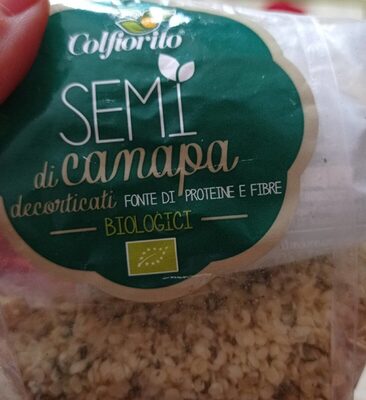 Colfiorito®
SEMI
di canapa
decorticati FONTE DI PROTEINE E FIBRE
BIOLOGICI